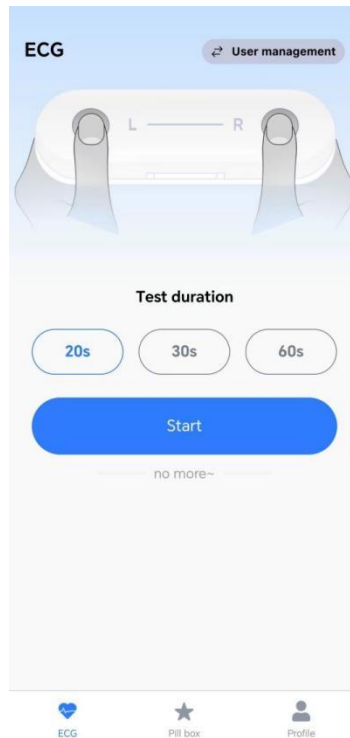 ECG
User management
L R
Test duration
20s 30s 60s
Start
no more~
ECG Pill box Profile